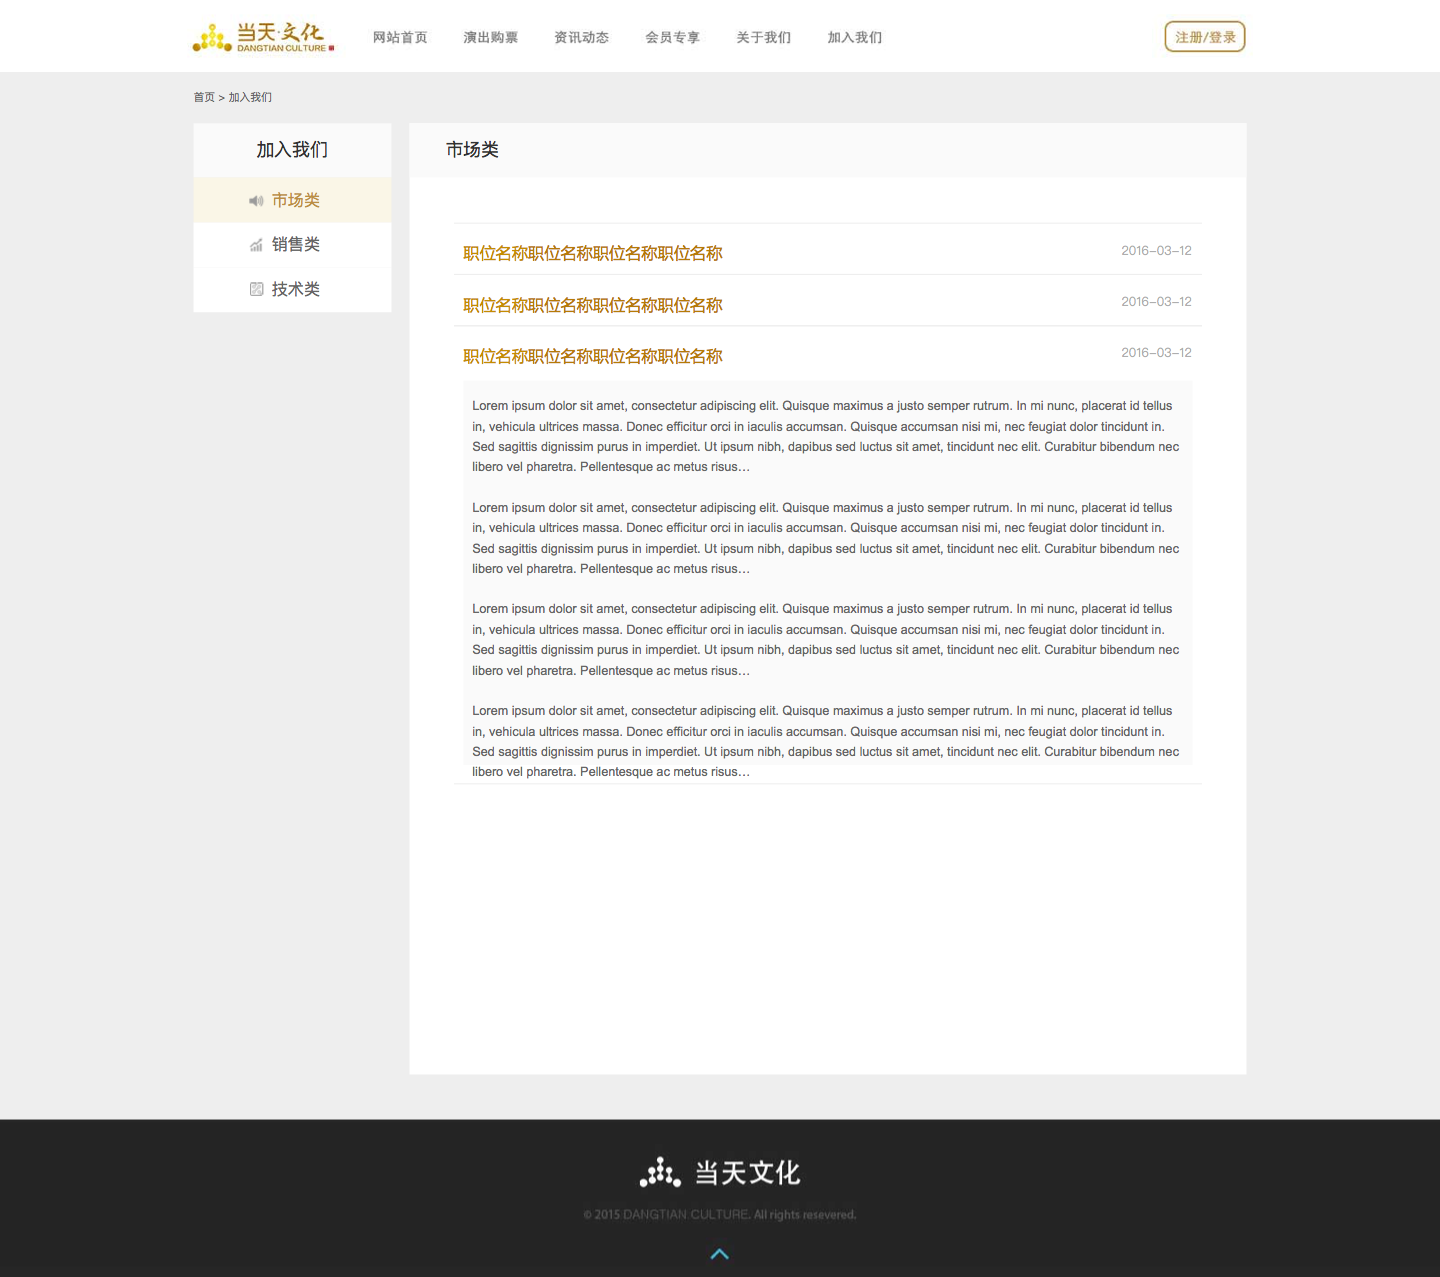 当天·文化
DANGTIAN CULTURE
网站首页 演出购票 资讯动态 会员专享 关于我们 加入我们
注册/登录
首页 > 加入我们
加入我们
市场类
销售类
技术类
市场类
职位名称职位名称职位名称职位名称 2016-03-12
职位名称职位名称职位名称职位名称 2016-03-12
职位名称职位名称职位名称职位名称 2016-03-12
Lorem ipsum dolor sit amet, consectetur adipiscing elit. Quisque maximus a justo semper rutrum. In mi nunc, placerat id tellus
in, vehicula ultrices massa. Donec efficitur orci in iaculis accumsan. Quisque accumsan nisi mi, nec feugiat dolor tincidunt in.
Sed sagittis dignissim purus in imperdiet. Ut ipsum nibh, dapibus sed luctus sit amet, tincidunt nec elit. Curabitur bibendum nec
libero vel pharetra. Pellentesque ac metus risus…
Lorem ipsum dolor sit amet, consectetur adipiscing elit. Quisque maximus a justo semper rutrum. In mi nunc, placerat id tellus
in, vehicula ultrices massa. Donec efficitur orci in iaculis accumsan. Quisque accumsan nisi mi, nec feugiat dolor tincidunt in.
Sed sagittis dignissim purus in imperdiet. Ut ipsum nibh, dapibus sed luctus sit amet, tincidunt nec elit. Curabitur bibendum nec
libero vel pharetra. Pellentesque ac metus risus…
Lorem ipsum dolor sit amet, consectetur adipiscing elit. Quisque maximus a justo semper rutrum. In mi nunc, placerat id tellus
in, vehicula ultrices massa. Donec efficitur orci in iaculis accumsan. Quisque accumsan nisi mi, nec feugiat dolor tincidunt in.
Sed sagittis dignissim purus in imperdiet. Ut ipsum nibh, dapibus sed luctus sit amet, tincidunt nec elit. Curabitur bibendum nec
libero vel pharetra. Pellentesque ac metus risus…
Lorem ipsum dolor sit amet, consectetur adipiscing elit. Quisque maximus a justo semper rutrum. In mi nunc, placerat id tellus
in, vehicula ultrices massa. Donec efficitur orci in iaculis accumsan. Quisque accumsan nisi mi, nec feugiat dolor tincidunt in.
Sed sagittis dignissim purus in imperdiet. Ut ipsum nibh, dapibus sed luctus sit amet, tincidunt nec elit. Curabitur bibendum nec
libero vel pharetra. Pellentesque ac metus risus…
当天文化
© 2015 DANGTIAN.CULTURE. All rights resevered.